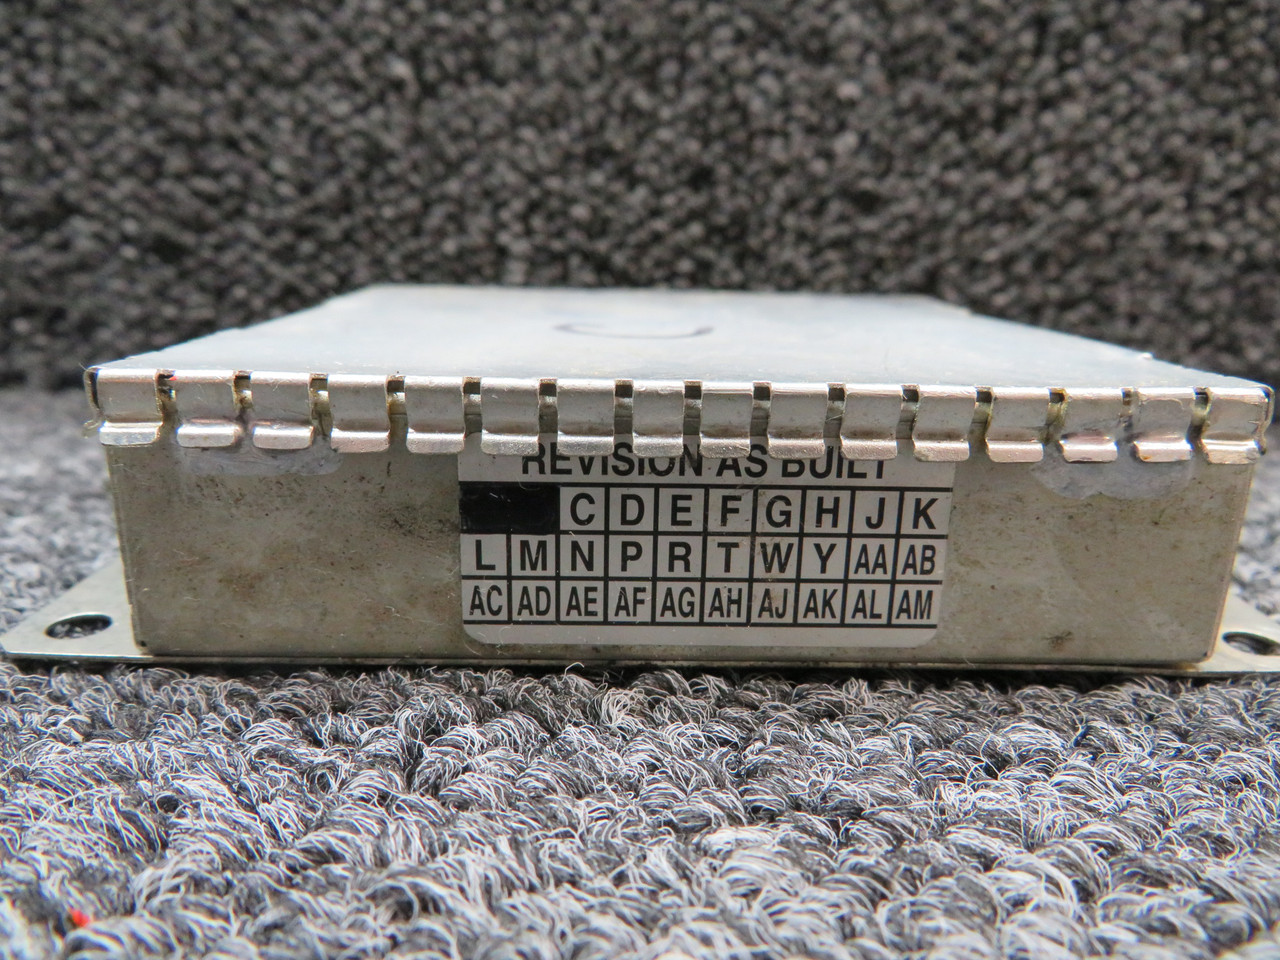 REVISION AS BUILT
C D E F G H J K
L M N P R T W Y AA AB
AC AD AE AF AG AH AJ AK AL AM